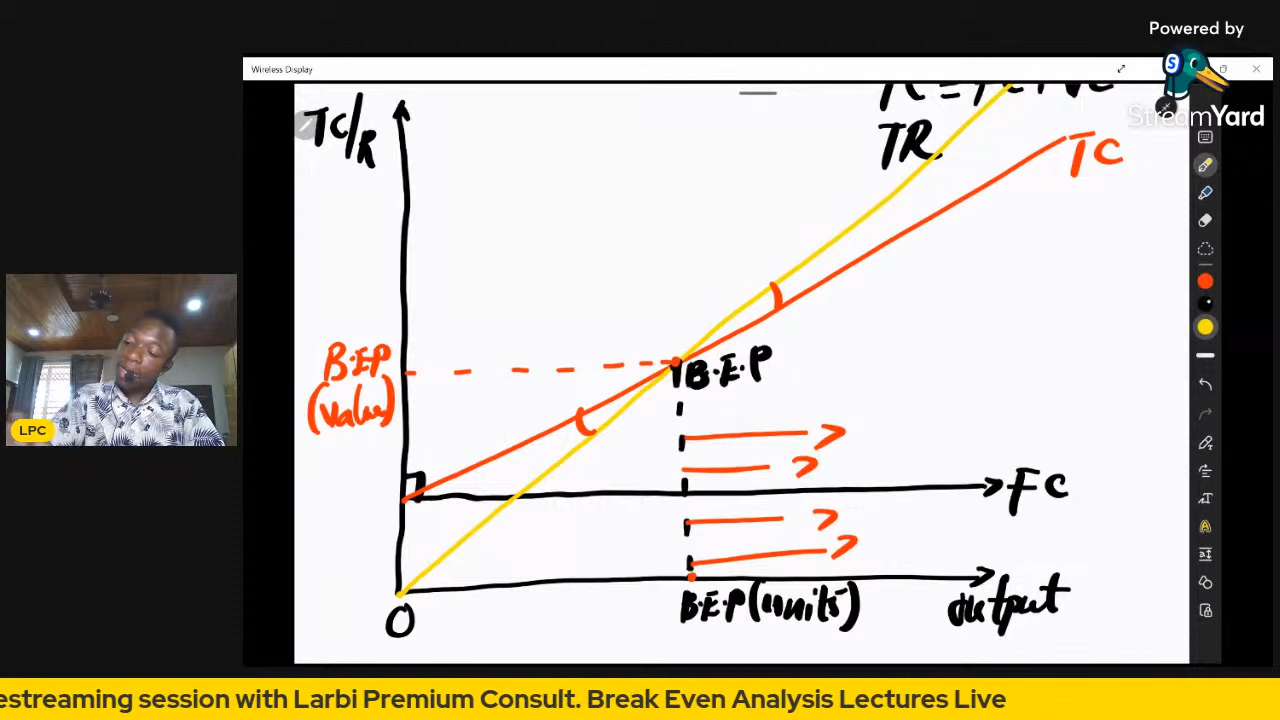 Powered by
StreamYard
Wireless Display
TC/R
TR
TC
B.E.P
(Value)
B.E.P
FC
O
B.E.P (units)
output
LPC
estreaming session with Larbi Premium Consult. Break Even Analysis Lectures Live